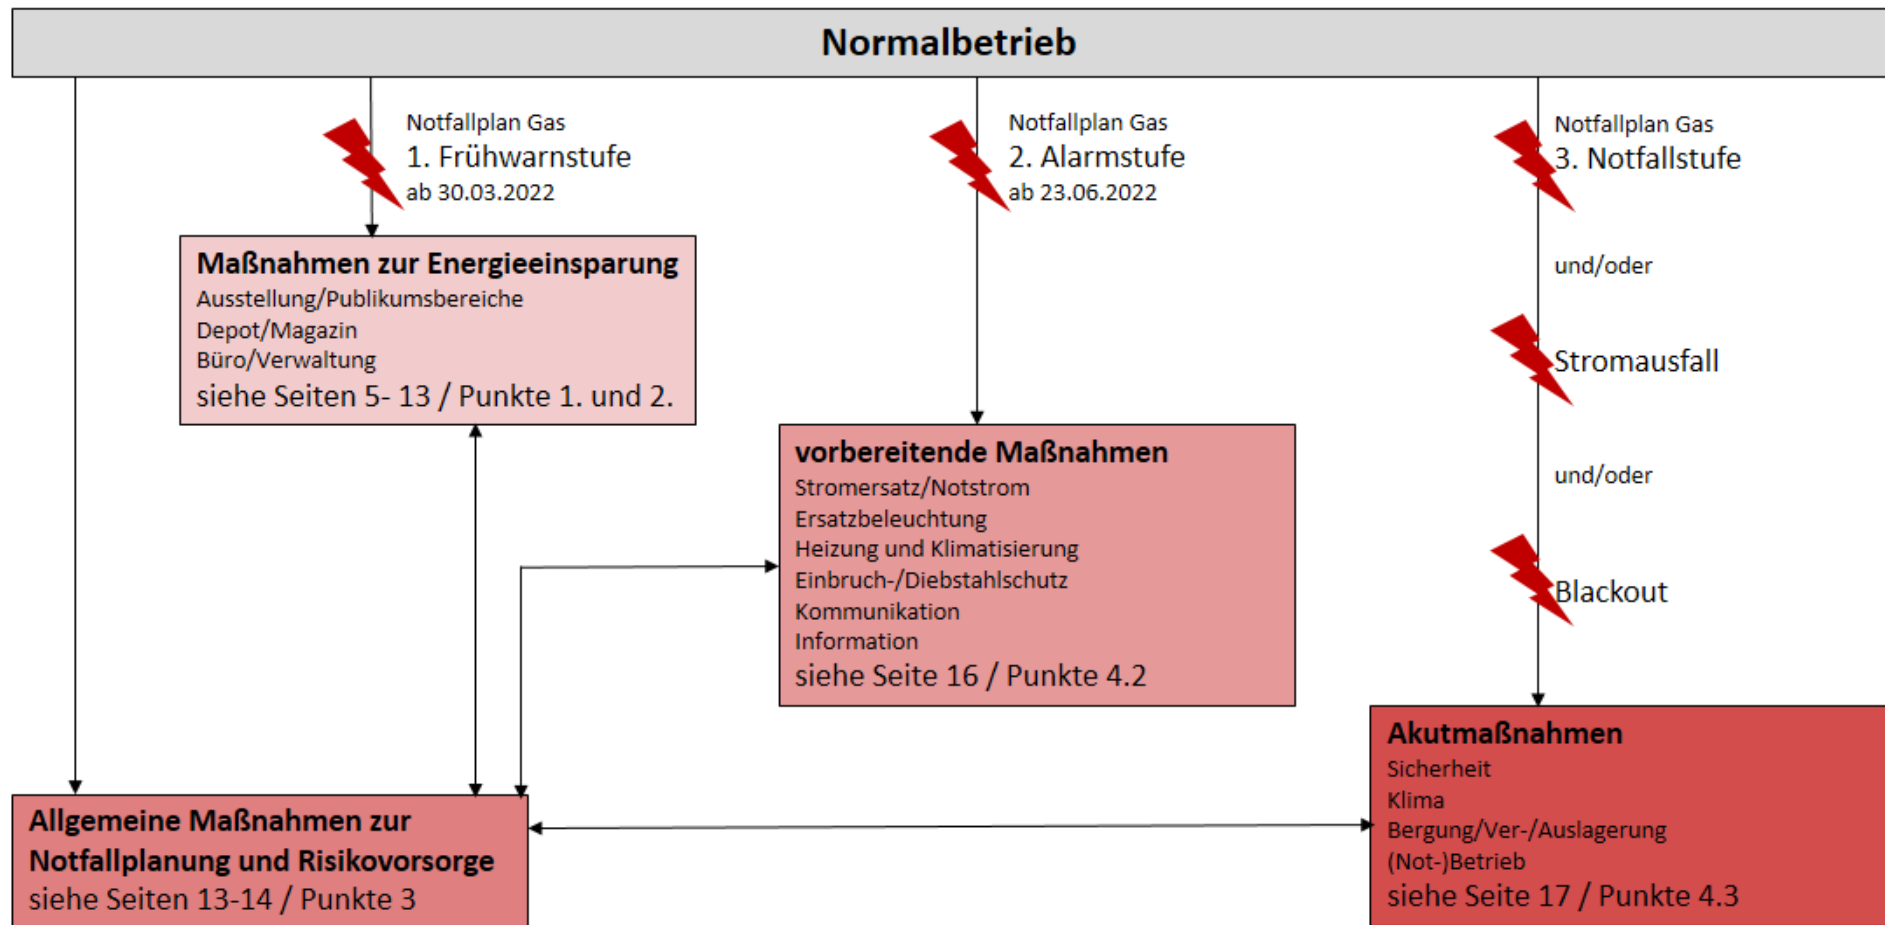 Normalbetrieb
Notfallplan Gas
1. Frühwarnstufe
ab 30.03.2022
Notfallplan Gas
2. Alarmstufe
ab 23.06.2022
Notfallplan Gas
3. Notfallstufe
und/oder
Stromausfall
und/oder
Blackout
Maßnahmen zur Energieeinsparung
Ausstellung/Publikumsbereiche
Depot/Magazin
Büro/Verwaltung
siehe Seiten 5- 13 / Punkte 1. und 2.
vorbereitende Maßnahmen
Stromersatz/Notstrom
Ersatzbeleuchtung
Heizung und Klimatisierung
Einbruch-/Diebstahlschutz
Kommunikation
Information
siehe Seite 16 / Punkte 4.2
Akutmaßnahmen
Sicherheit
Klima
Bergung/Ver-/Auslagerung
(Not-)Betrieb
siehe Seite 17 / Punkte 4.3
Allgemeine Maßnahmen zur
Notfallplanung und Risikovorsorge
siehe Seiten 13-14 / Punkte 3